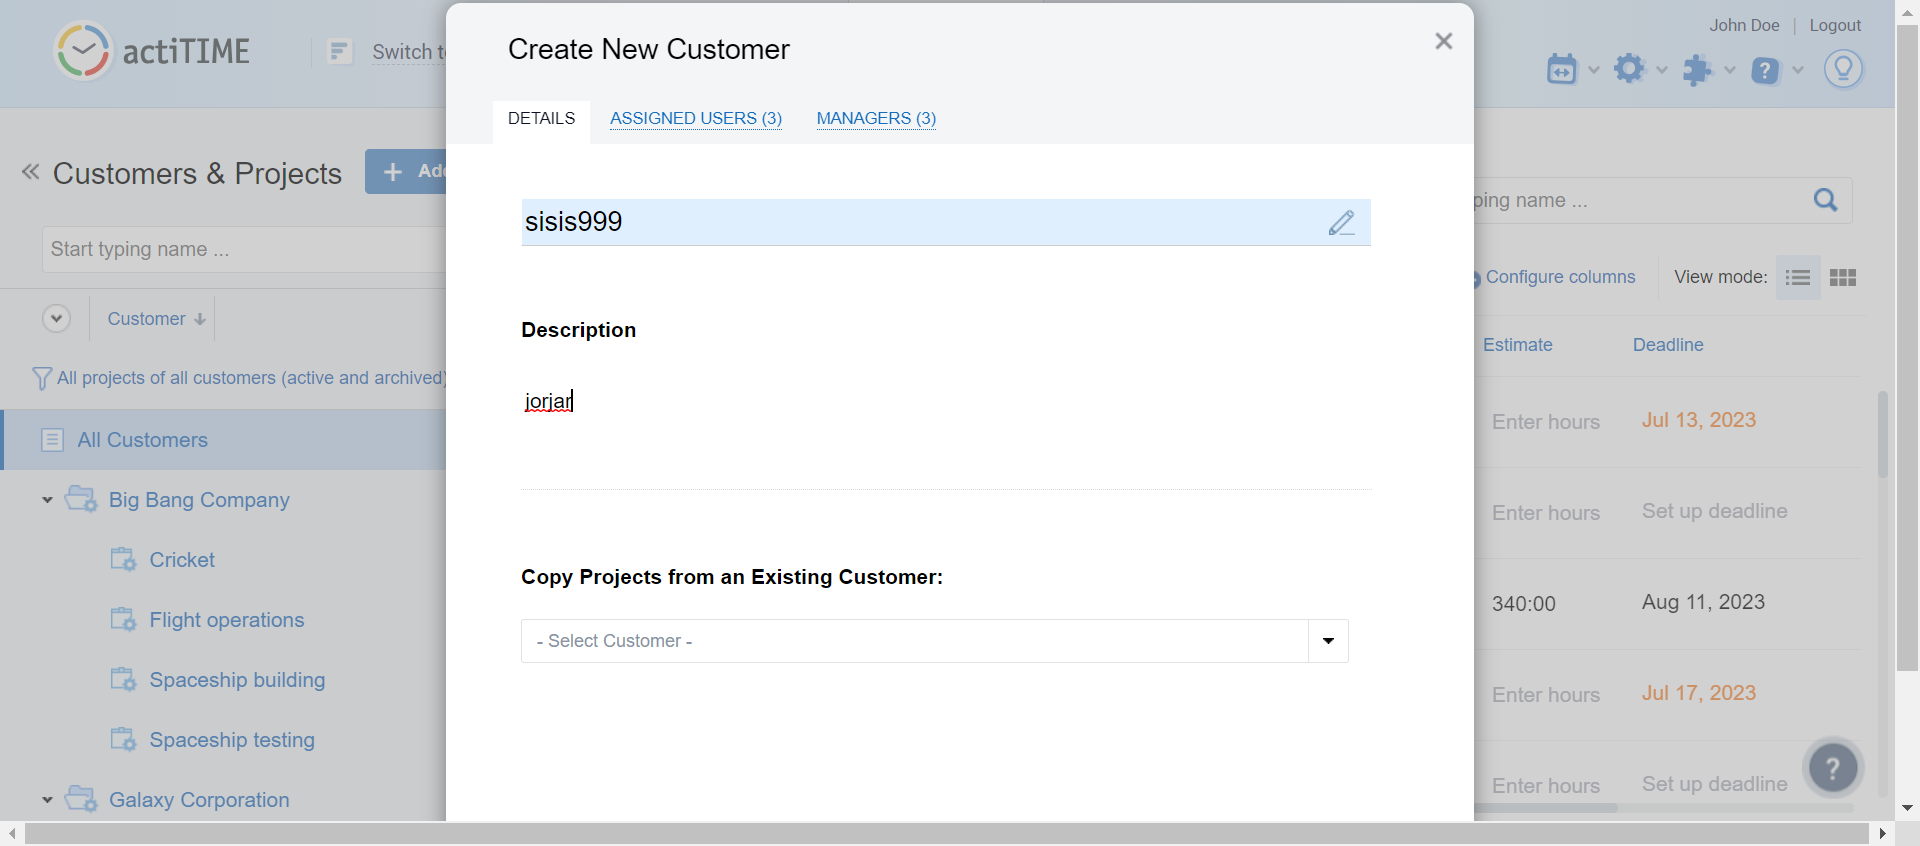 actiTIME
Switch t
John Doe | Logout
Create New Customer
DETAILS
ASSIGNED USERS (3)
MANAGERS (3)
Customers & Projects
+ Add
Start typing name ...
Customer
All projects of all customers (active and archived)
All Customers
Big Bang Company
Cricket
Flight operations
Spaceship building
Spaceship testing
Galaxy Corporation
sisis999
Description
jorjar
Copy Projects from an Existing Customer:
- Select Customer -
ping name ...
Configure columns
View mode:
Estimate
Deadline
Enter hours
Jul 13, 2023
Enter hours
Set up deadline
340:00
Aug 11, 2023
Enter hours
Jul 17, 2023
Enter hours
Set up deadline
?